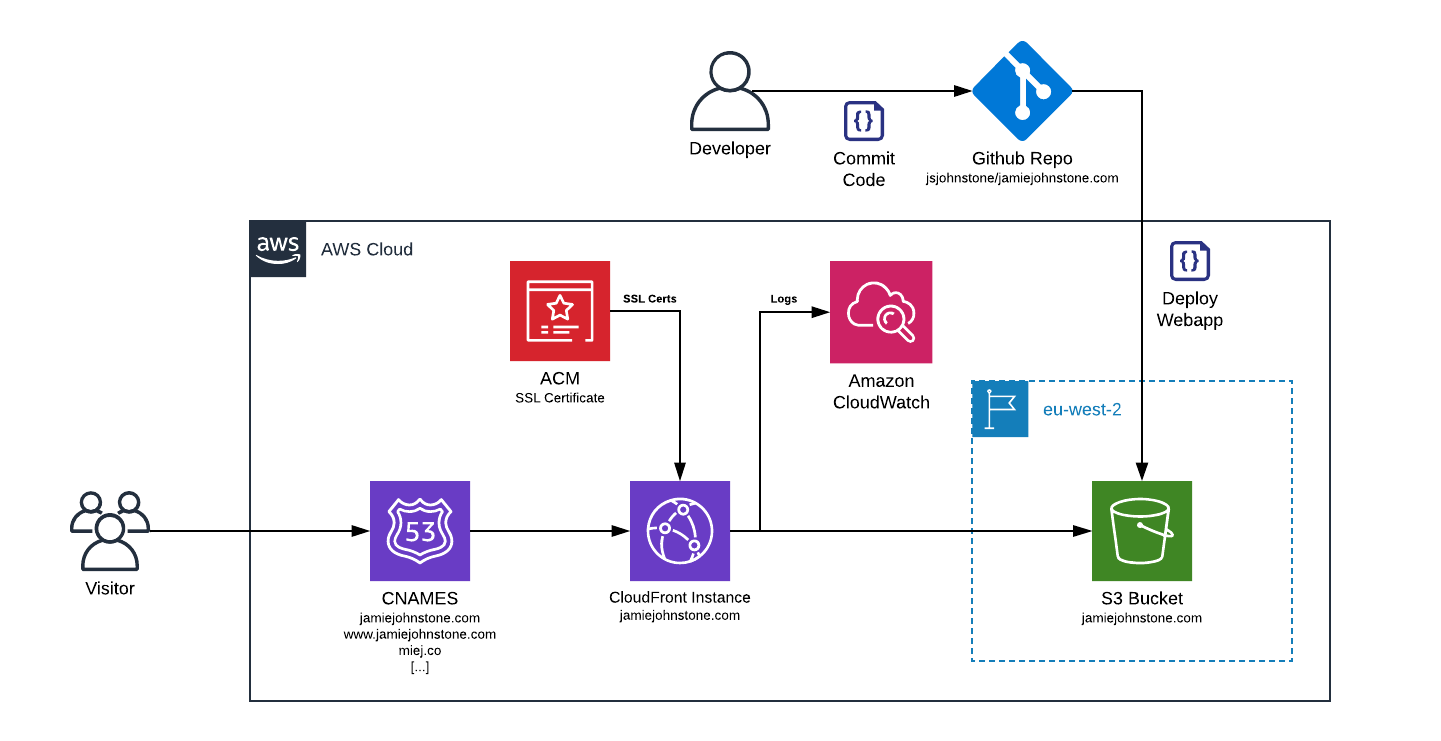 Developer
Commit
Code
Github Repo
jsjohnstone/jamiejohnstone.com
aws
AWS Cloud
{}
Deploy
Webapp
SSL Certs
Logs
ACM
SSL Certificate
Amazon
CloudWatch
eu-west-2
Visitor
53
CNAMES
jamiejohnstone.com
www.jamiejohnstone.com
miej.co
[...]
CloudFront Instance
jamiejohnstone.com
S3 Bucket
jamiejohnstone.com